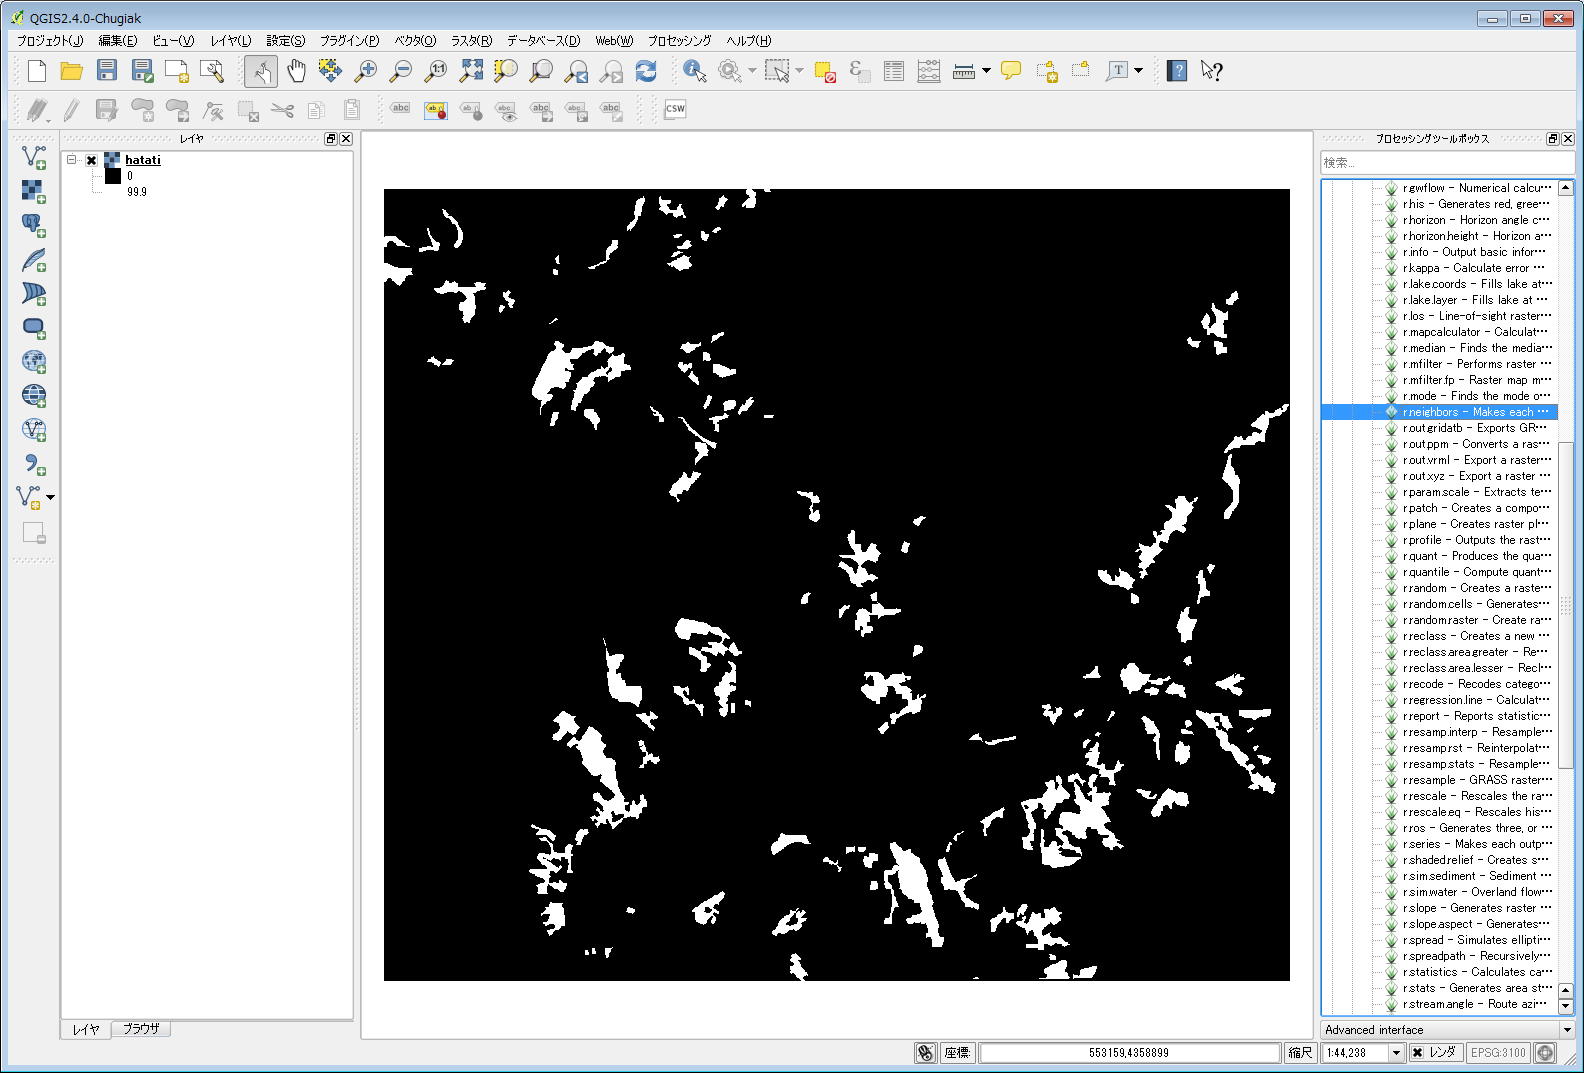 QGIS2.4.0-Chugiak
プロジェクト(J) 編集(E) ビュー(V) レイヤ(L) 設定(S) プラグイン(P) ベクタ(O) ラスタ(R) データベース(D) Web(W) プロセッシング ヘルプ(H)
1:1
T
?
?
abc
ab
ab
abc
abc
abc
abc
CSW
レイヤ
hatati
0
99.9
レイヤ
ブラウザ
プロセッシングツールボックス
検索...
r.gwflow - Numerical calcu…
r.his - Generates red, gree…
r.horizon - Horizon angle c…
r.horizon.height - Horizon a…
r.info - Output basic infor…
r.kappa - Calculate error …
r.lake.coords - Fills lake at…
r.lake.layer - Fills lake at …
r.los - Line-of-sight raster…
r.mapcalculator - Calculat…
r.median - Finds the media…
r.mfilter - Performs raster …
r.mfilter.fp - Raster map m…
r.mode - Finds the mode o…
r.neighbors - Makes each …
r.out.gridatb - Exports GR…
r.out.ppm - Converts a ras…
r.out.vrml - Export a raster…
r.out.xyz - Export a raster …
r.param.scale - Extracts te…
r.patch - Creates a compo…
r.plane - Creates raster pl…
r.profile - Outputs the rast…
r.quant - Produces the qua…
r.quantile - Compute quant…
r.random - Creates a raste…
r.random.cells - Generates…
r.random.raster - Create ra…
r.reclass - Creates a new …
r.reclass.area.greater - Re…
r.reclass.area.lesser - Recl…
r.recode - Recodes catego…
r.regression.line - Calculat…
r.report - Reports statistic…
r.resamp.interp - Resample…
r.resamp.rst - Reinterpolat…
r.resamp.stats - Resample…
r.resample - GRASS raster…
r.rescale - Rescales the ra…
r.rescale.eq - Rescales his…
r.ros - Generates three, or …
r.series - Makes each outp…
r.shaded.relief - Creates s…
r.sim.sediment - Sediment …
r.sim.water - Overland flow…
r.slope - Generates raster …
r.slope.aspect - Generates…
r.spread - Simulates ellipti…
r.spreadpath - Recursively…
r.statistics - Calculates ca…
r.stats - Generates area st…
r.stream.angle - Route azi…
Advanced interface
座標: 553159,4358899 縮尺 1:44,238 レンダ EPSG:3100